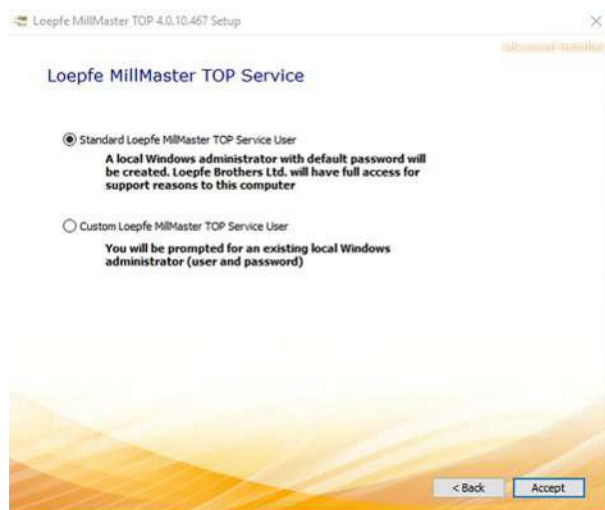 Loepfe MillMaster TOP 4.0.10.467 Setup
Advanced Installer
Loepfe MillMaster TOP Service
Standard Loepfe MillMaster TOP Service User
A local Windows administrator with default password will
be created. Loepfe Brothers Ltd. will have full access for
support reasons to this computer
Custom Loepfe MillMaster TOP Service User
You will be prompted for an existing local Windows
administrator (user and password)
< Back
Accept